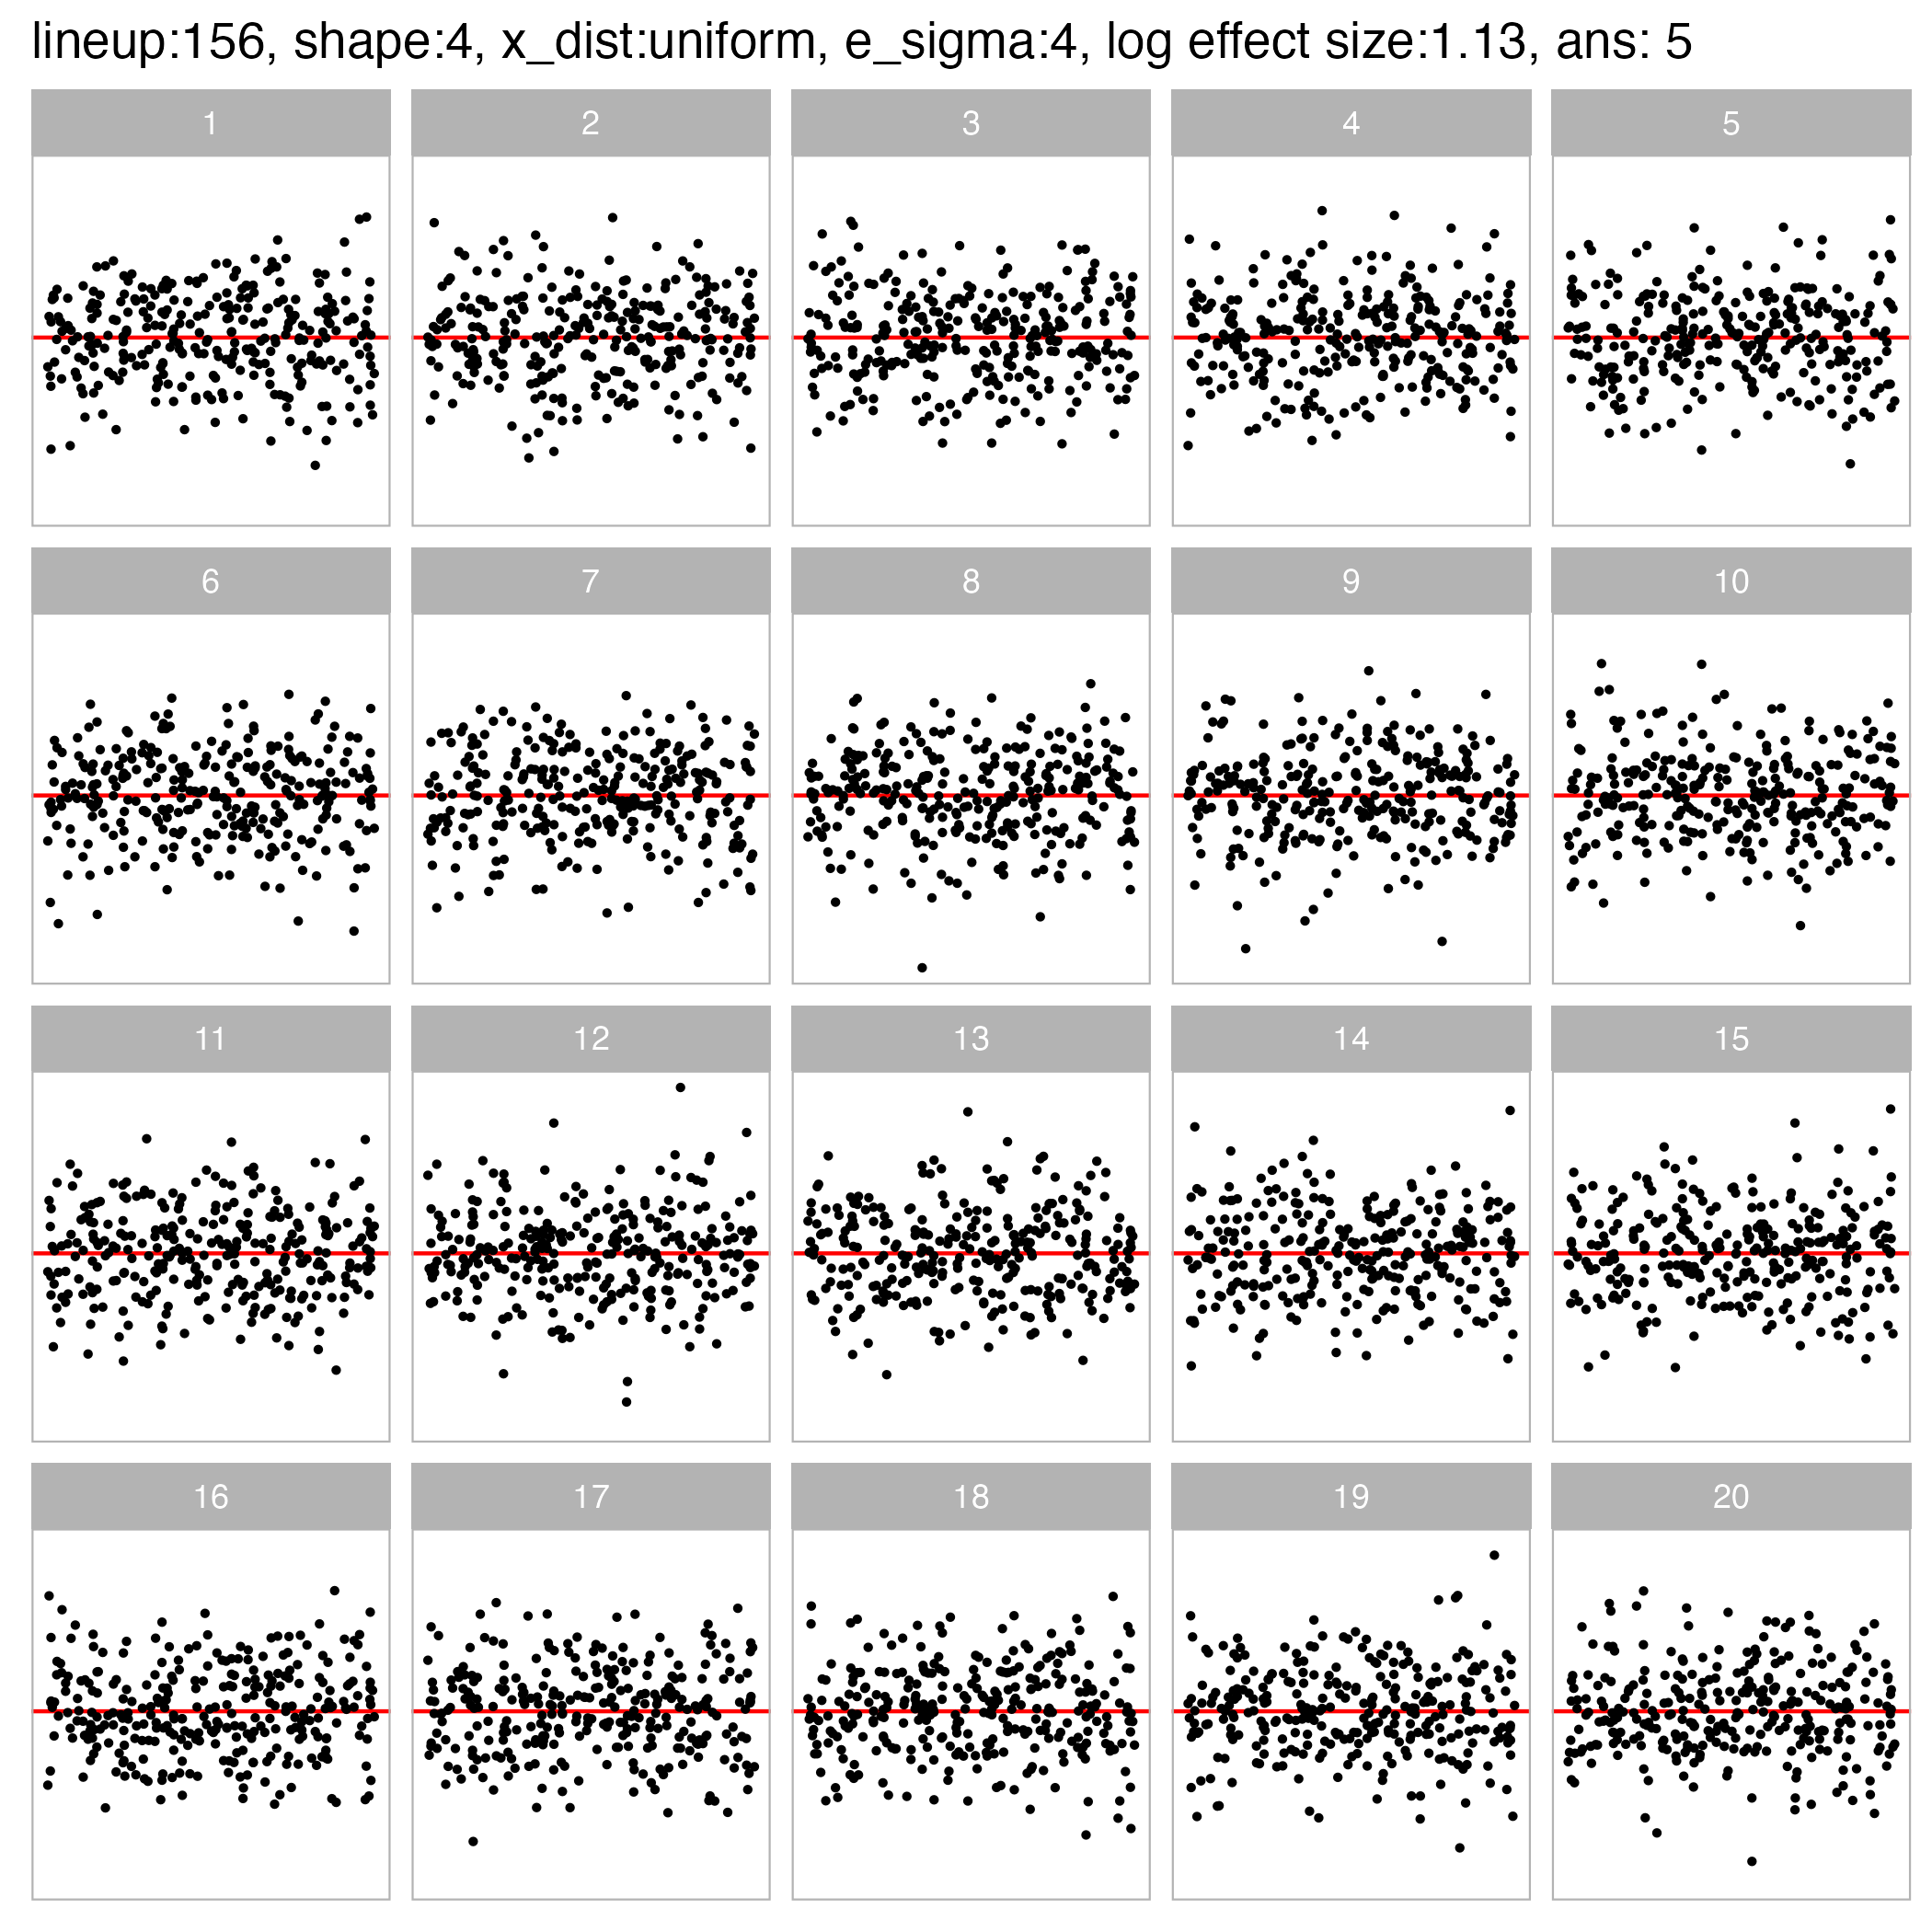 lineup:156, shape:4, x_dist:uniform, e_sigma:4, log effect size:1.13, ans: 5
1 2 3 4 5
6 7 8 9 10
11 12 13 14 15
16 17 18 19 20